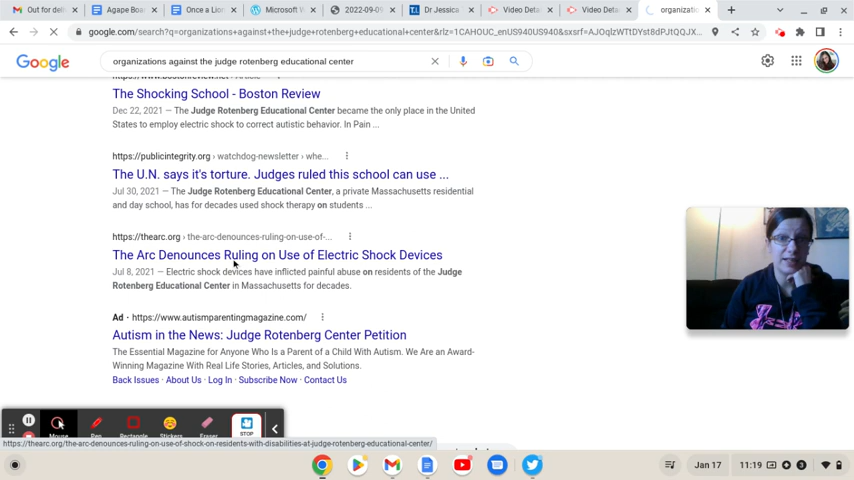 Out for deli
Agape Boa
Once a Lio
Microsoft V
2022-09-09
Dr Jessica
Video Deta
Video Deta
organizatio
google.com/search?q=organizations+against+the+judge+rotenberg+educational+center&rlz=1CAHOUC_enUS940US940&sxsrf=AJOqlzWTtDYst8dPJtQQJX...
Google
organizations against the judge rotenberg educational center
https://www.bostonreview.net › Article
The Shocking School - Boston Review
Dec 22, 2021 — The Judge Rotenberg Educational Center became the only place in the United
States to employ electric shock to correct autistic behavior. In Pain ...
https://publicintegrity.org › watchdog-newsletter › whe...
The U.N. says it's torture. Judges ruled this school can use ...
Jul 30, 2021 — The Judge Rotenberg Educational Center, a private Massachusetts residential
and day school, has for decades used shock therapy on students ...
https://thearc.org › the-arc-denounces-ruling-on-use-of-...
The Arc Denounces Ruling on Use of Electric Shock Devices
Jul 8, 2021 — Electric shock devices have inflicted painful abuse on residents of the Judge
Rotenberg Educational Center in Massachusetts for decades.
Ad · https://www.autismparentingmagazine.com/
Autism in the News: Judge Rotenberg Center Petition
The Essential Magazine for Anyone Who Is a Parent of a Child With Autism. We Are an Award-
Winning Magazine With Real Life Stories, Articles, and Solutions.
Back Issues · About Us · Log In · Subscribe Now · Contact Us
STOP
Mouse Pen Rectangle Stickers Eraser
https://thearc.org/the-arc-denounces-ruling-on-use-of-shock-on-residents-with-disabilities-at-judge-rotenberg-educational-center/
Jan 17 11:19 3